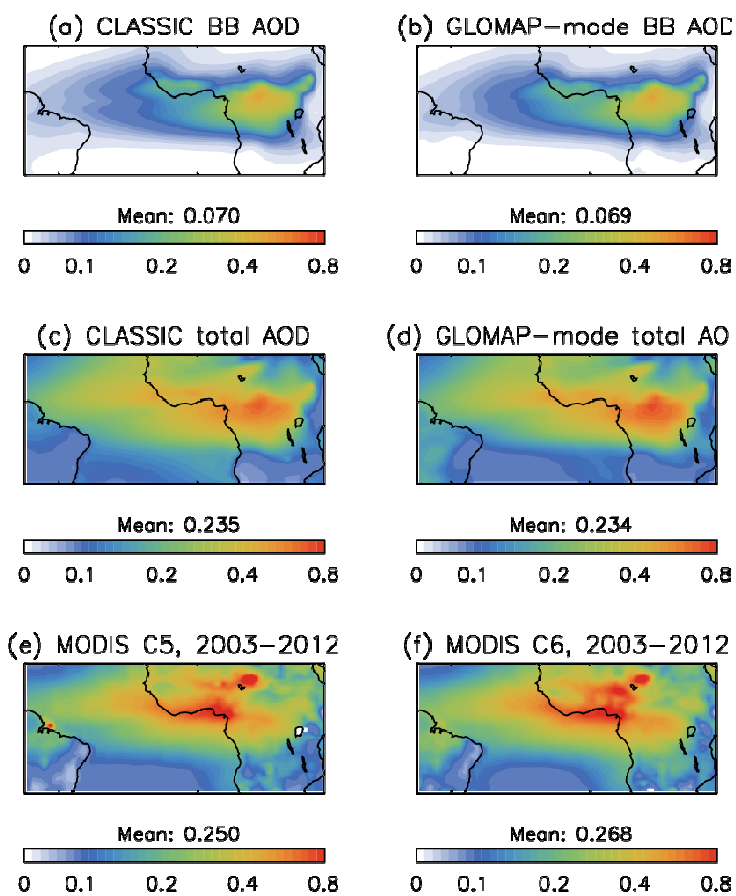 (a) CLASSIC BB AOD
(b) GLOMAP-mode BB AOD
Mean: 0.070
0 0.1 0.2 0.4 0.8
Mean: 0.069
0 0.1 0.2 0.4 0.8
(c) CLASSIC total AOD
(d) GLOMAP-mode total AO
Mean: 0.235
0 0.1 0.2 0.4 0.8
Mean: 0.234
0 0.1 0.2 0.4 0.8
(e) MODIS C5, 2003-2012
(f) MODIS C6, 2003-2012
Mean: 0.250
0 0.1 0.2 0.4 0.8
Mean: 0.268
0 0.1 0.2 0.4 0.8